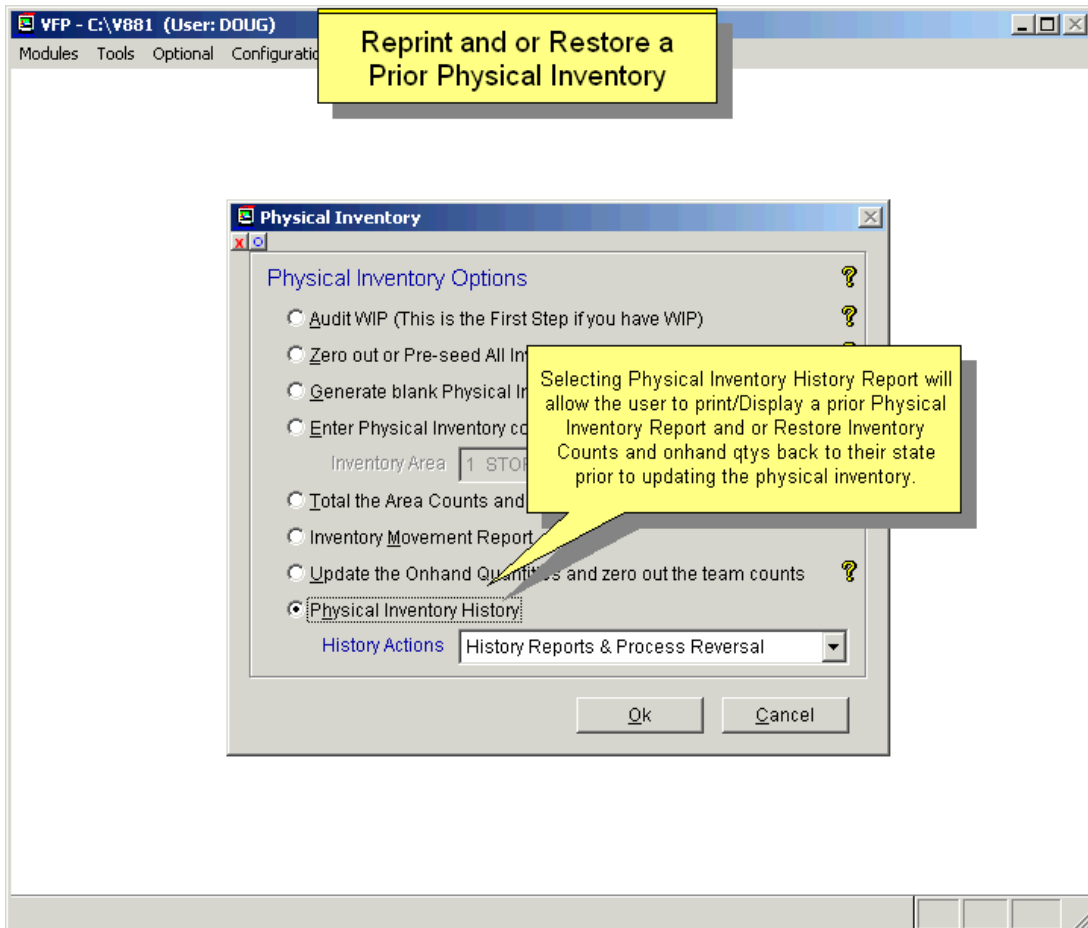 VFP - C:\V881 (User: DOUG)
Modules Tools Optional
Reprint and or Restore a
Prior Physical Inventory
Physical Inventory
Physical Inventory Options
Audit WIP (This is the First Step if you have WIP)
Zero out or Pre-seed All
Generate blank Physical
Enter Physical Inventory
Inventory Area 1
Total the Area Counts and
Inventory Movement Report
Update the Onhand Quantities and zero out the team counts
Physical Inventory History
History Actions History Reports & Process Reversal
Ok Cancel
Selecting Physical Inventory History Report will
allow the user to print/Display a prior Physical
Inventory Report and or Restore Inventory
Counts and onhand qtys back to their state
prior to updating the physical inventory.